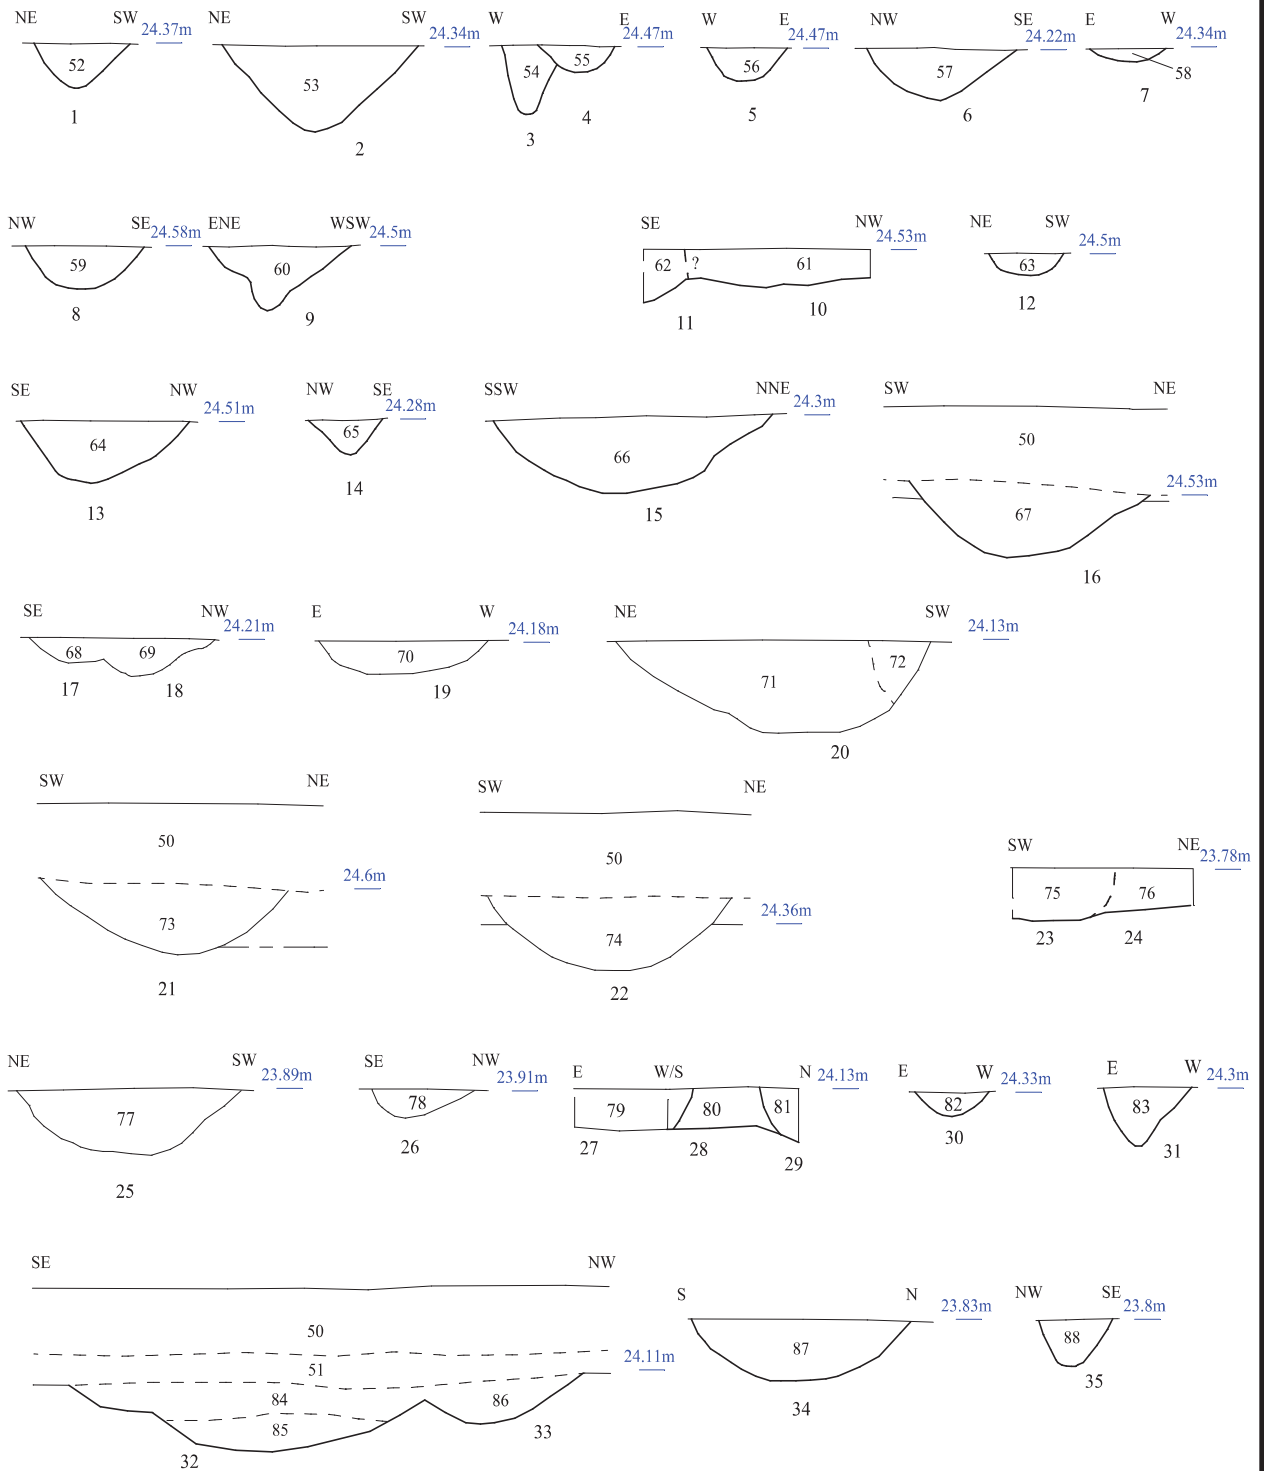 NE SW 24.37m NE SW 24.34m W E 24.47m W E 24.47m NW SE 24.22m E W 24.34m
52 53 54 55 56 57 58
1 2 3 4 5 6 7
NW SE 24.58m ENE WSW 24.5m SE NW 24.53m NE SW 24.5m
59 60 62 ? 61 63
8 9 11 10 12
SE NW 24.51m NW SE 24.28m SSW NNE 24.3m SW NE
50
64 65 66 67 24.53m
13 14 15 16
SE NW 24.21m E W 24.18m NE SW 24.13m
68 69 70 71 72
17 18 19 20
SW NE SW NE SW NE 23.78m
50 50
24.6m 75 76
73 24.36m 23 24
74
21 22
NE SW 23.89m SE NW 23.91m E W/S N 24.13m E W 24.33m E W 24.3m
77 78 79 80 81 82 83
25 26 27 28 29 30 31
SE NW S N 23.83m NW SE 23.8m
50 87 88
51 24.11m
84 86 34 35
85 33
32